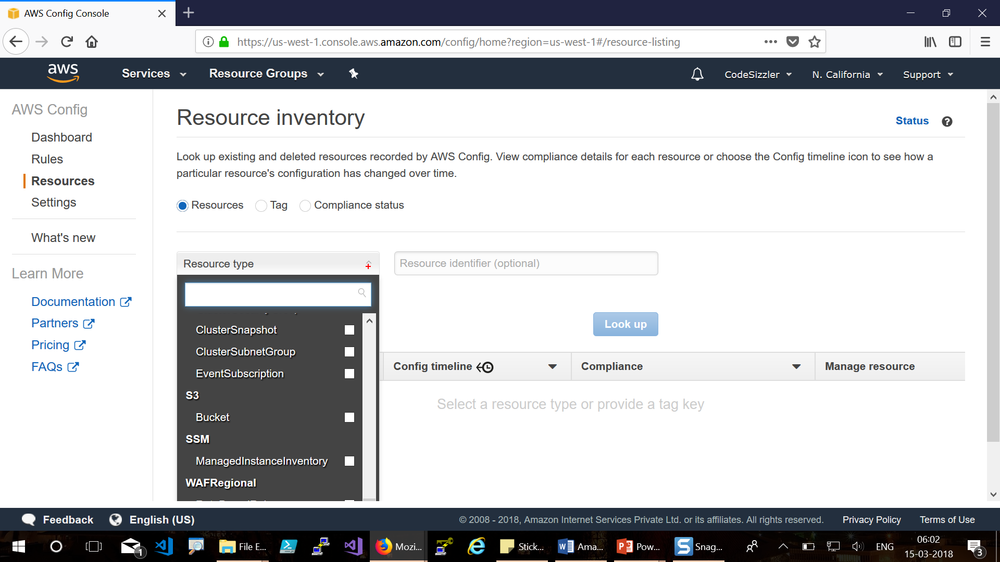 AWS Config Console
https://us-west-1.console.aws.amazon.com/config/home?region=us-west-1#/resource-listing
aws
Services
Resource Groups
CodeSizzler
N. California
Support
AWS Config
Dashboard
Rules
Resources
Settings
What's new
Learn More
Documentation
Partners
Pricing
FAQs
Resource inventory
Status
Look up existing and deleted resources recorded by AWS Config. View compliance details for each resource or choose the Config timeline icon to see how a
particular resource's configuration has changed over time.
Resources
Tag
Compliance status
Resource type
Resource identifier (optional)
ClusterSnapshot
ClusterSubnetGroup
EventSubscription
S3
Bucket
SSM
ManagedInstanceInventory
WAFRegional
Look up
Config timeline
Compliance
Manage resource
Select a resource type or provide a tag key
Feedback
English (US)
© 2008 - 2018, Amazon Internet Services Private Ltd. or its affiliates. All rights reserved.
Privacy Policy
Terms of Use
1
File E...
Mozi...
Stick...
Ama...
Pow...
Snag...
ENG
06:02
15-03-2018
3